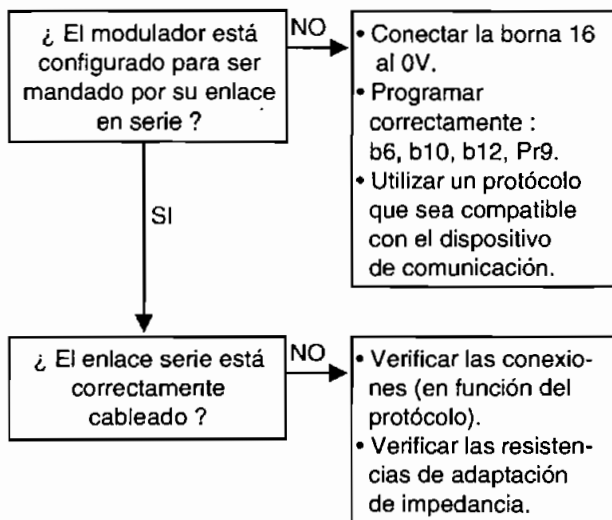 ¿ El modulador está
configurado para ser
mandado por su enlace
en serie ?
NO
• Conectar la borna 16
al 0V.
• Programar
correctamente :
b6, b10, b12, Pr9.
• Utilizar un protócolo
que sea compatible
con el dispositivo
de comunicación.
SI
¿ El enlace serie está
correctamente
cableado ?
NO
• Verificar las conexio-
nes (en función del
protócolo).
• Verificar las resisten-
cias de adaptación
de impedancia.